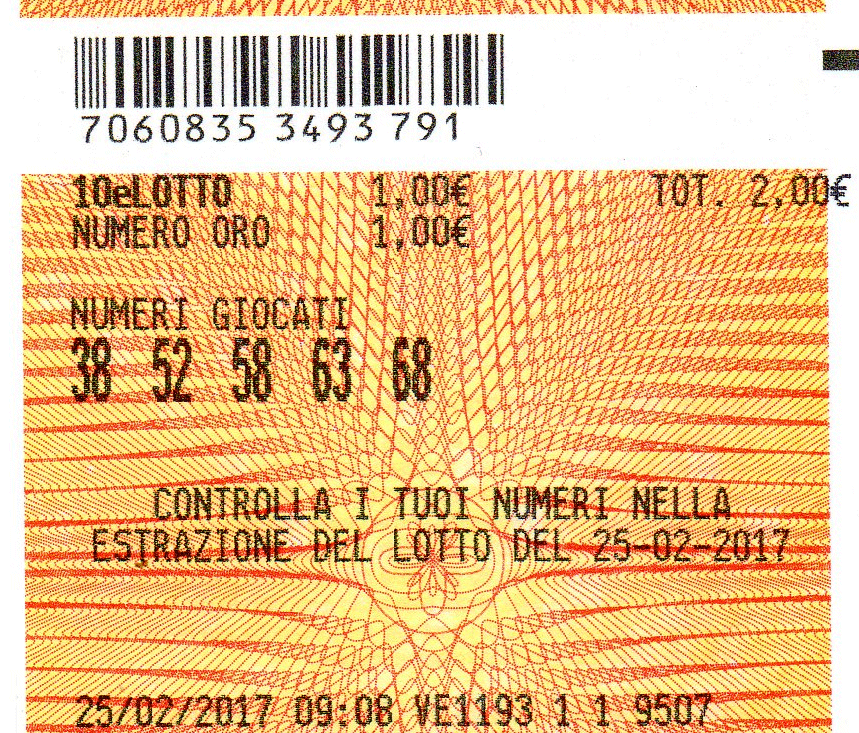 7060835 3493 791
10eLOTTO 1,00€ TOT. 2,00€
NUMERO ORO 1,00€
NUMERI GIOCATI
38 52 58 63 68
CONTROLLA I TUOI NUMERI NELLA
ESTRAZIONE DEL LOTTO DEL 25-02-2017
25/02/2017 09:08 VE1193 1 1 9507